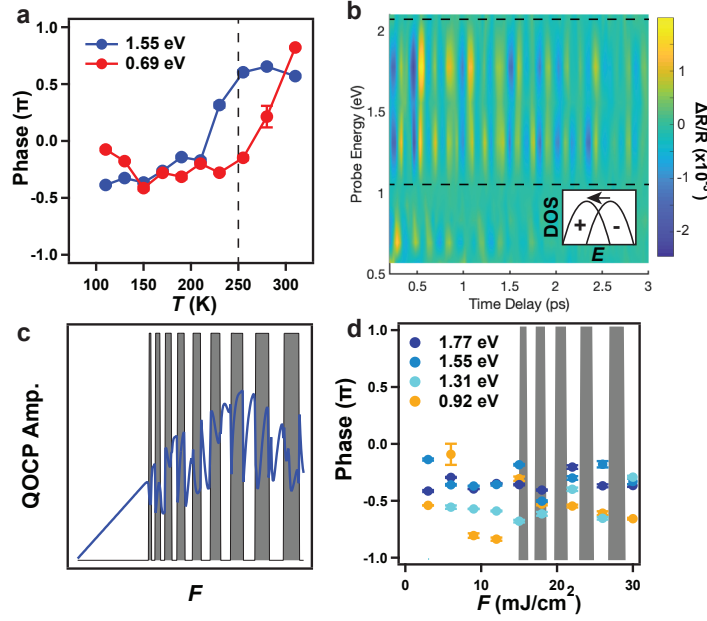 a
1.55 eV
0.69 eV
1.0
0.5
0.0
-0.5
-1.0
Phase (π)
100 150 200 250 300
T (K)
b
2
1.5
1
0.5
Probe Energy (eV)
0.5 1 1.5 2 2.5 3
Time Delay (ps)
DOS
+ -
E
1
0
-1
-2
c
QOCP Amp.
F
d
1.77 eV
1.55 eV
1.31 eV
0.92 eV
1.0
0.5
0.0
-0.5
-1.0
Phase (π)
0 10 20 30
F (mJ/cm²)